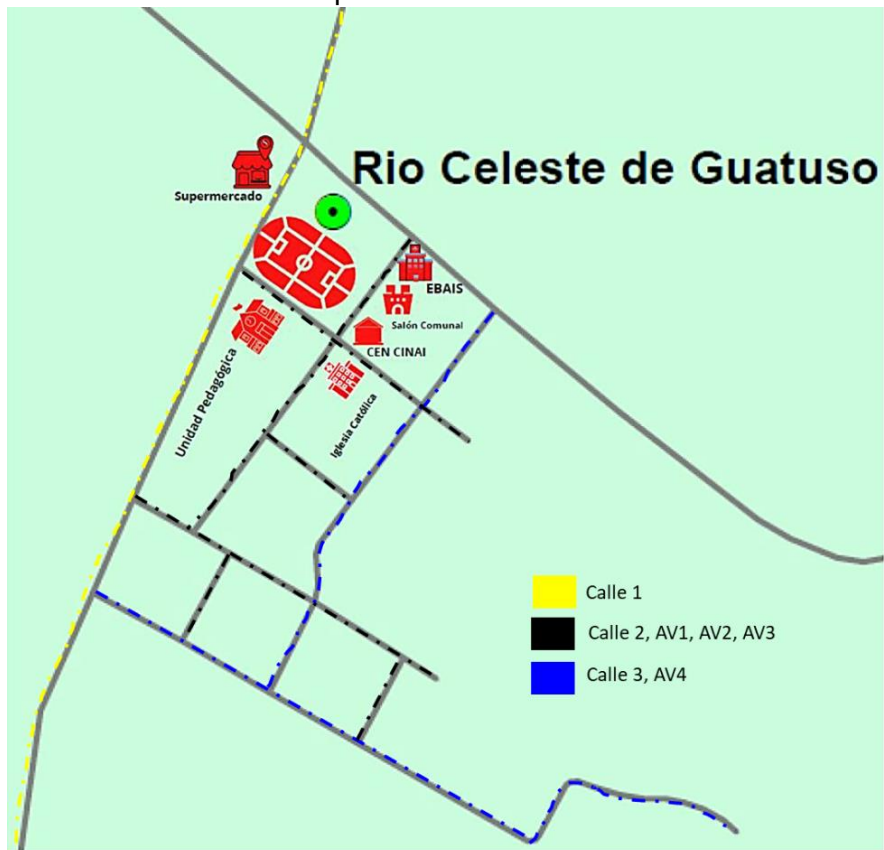 Rio Celeste de Guatuso
Supermercado
EBAIS
Salón Comunal
CEN CINAI
Unidad Pedagógica
Iglesia Católica
Calle 1
Calle 2, AV1, AV2, AV3
Calle 3, AV4